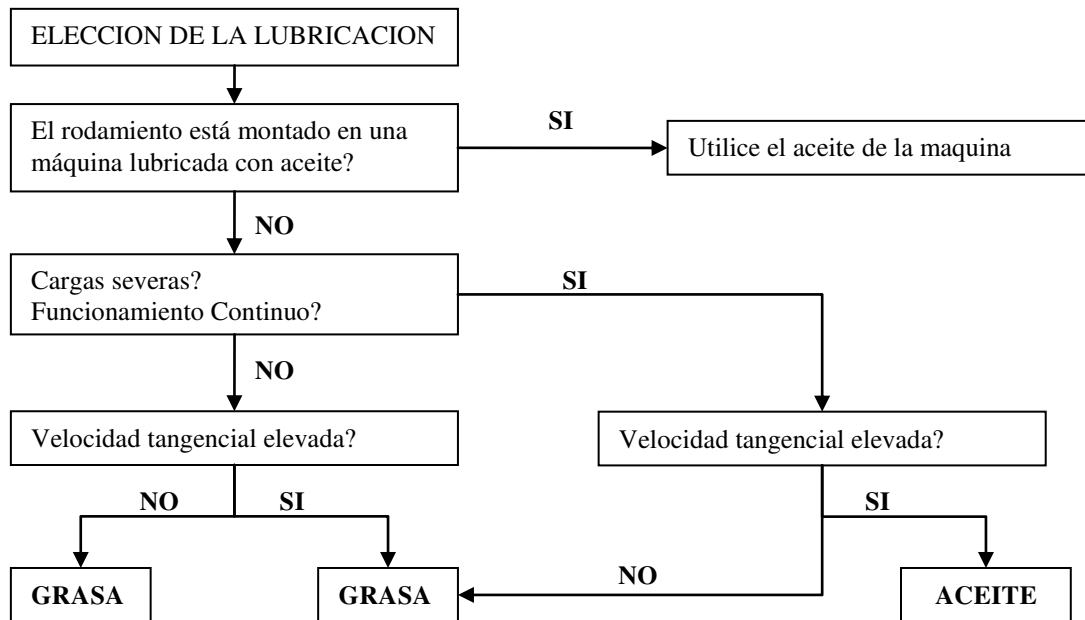 ELECCION DE LA LUBRICACION
El rodamiento está montado en una
máquina lubricada con aceite?
SI
Utilice el aceite de la maquina
NO
Cargas severas?
Funcionamiento Continuo?
SI
NO
Velocidad tangencial elevada?
Velocidad tangencial elevada?
NO
SI
SI
GRASA
GRASA
NO
ACEITE